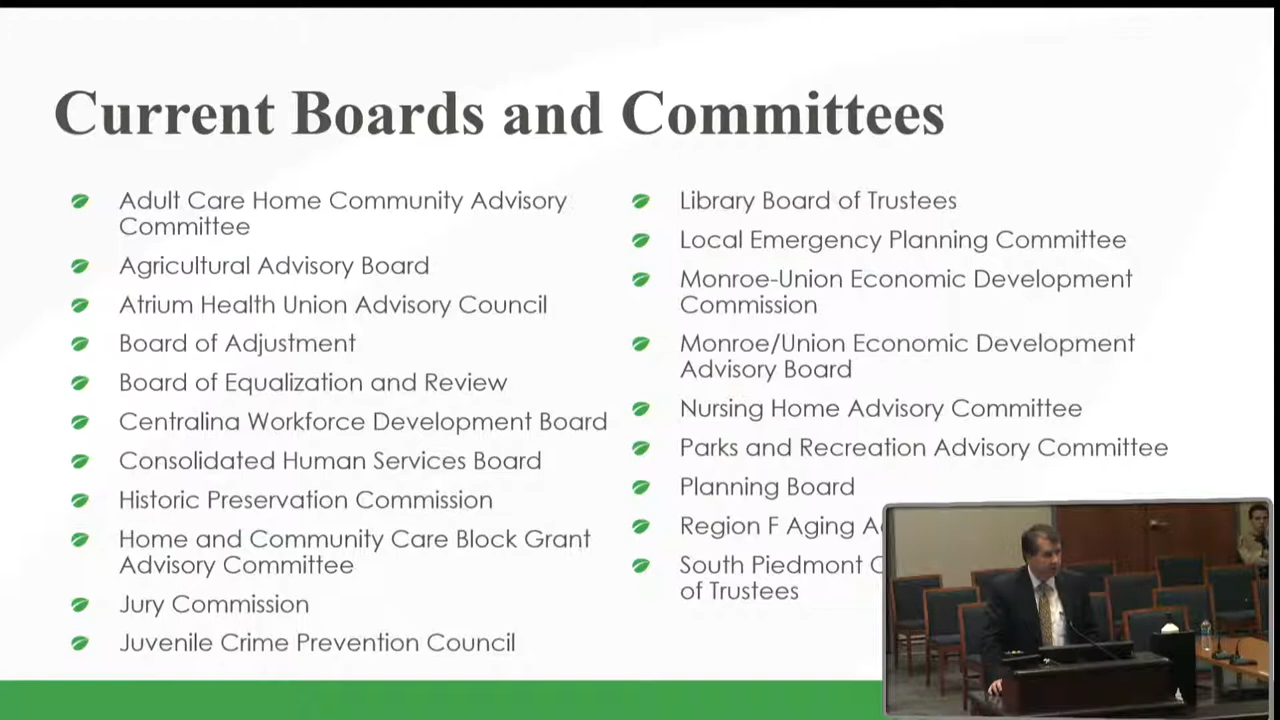 Current Boards and Committees
Adult Care Home Community Advisory
Committee
Agricultural Advisory Board
Atrium Health Union Advisory Council
Board of Adjustment
Board of Equalization and Review
Centralina Workforce Development Board
Consolidated Human Services Board
Historic Preservation Commission
Home and Community Care Block Grant
Advisory Committee
Jury Commission
Juvenile Crime Prevention Council
Library Board of Trustees
Local Emergency Planning Committee
Monroe-Union Economic Development
Commission
Monroe/Union Economic Development
Advisory Board
Nursing Home Advisory Committee
Parks and Recreation Advisory Committee
Planning Board
Region F Aging
South Piedmont
of Trustees